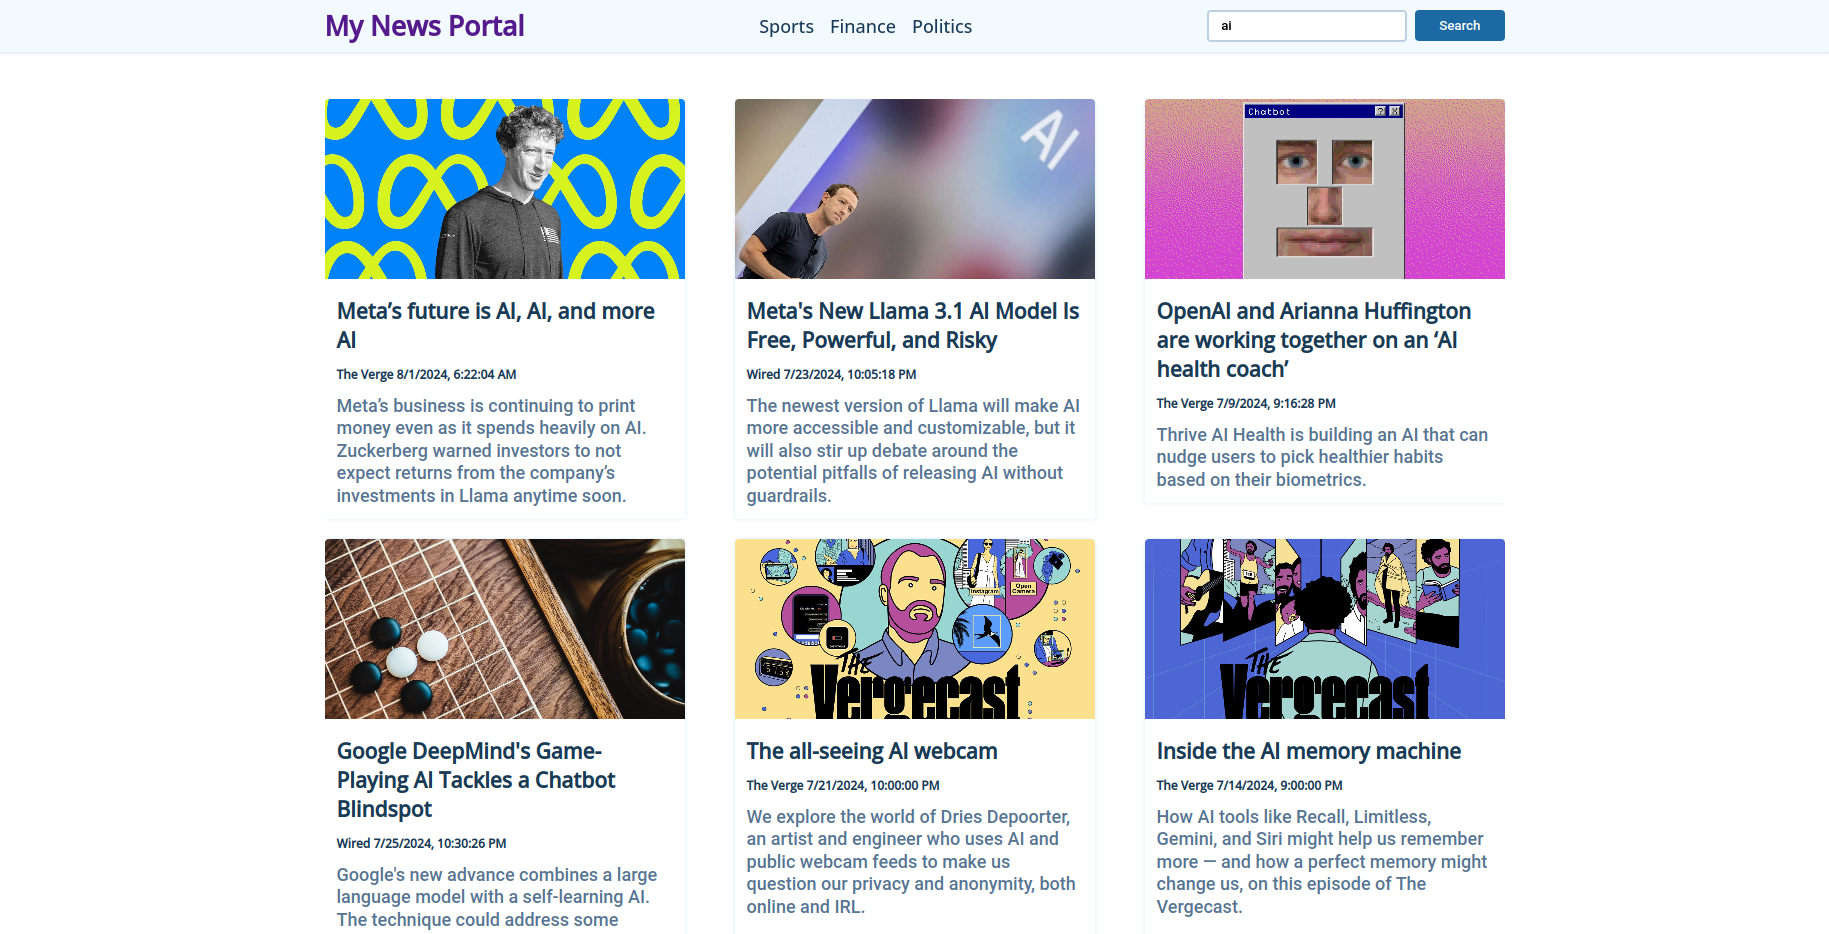 My News Portal
Sports Finance Politics
ai
Search
AI
Chatbot
Meta’s future is AI, AI, and more
AI
The Verge 8/1/2024, 6:22:04 AM
Meta’s business is continuing to print
money even as it spends heavily on AI.
Zuckerberg warned investors to not
expect returns from the company’s
investments in Llama anytime soon.
Meta's New Llama 3.1 AI Model Is
Free, Powerful, and Risky
Wired 7/23/2024, 10:05:18 PM
The newest version of Llama will make AI
more accessible and customizable, but it
will also stir up debate around the
potential pitfalls of releasing AI without
guardrails.
OpenAI and Arianna Huffington
are working together on an ‘AI
health coach’
The Verge 7/9/2024, 9:16:28 PM
Thrive AI Health is building an AI that can
nudge users to pick healthier habits
based on their biometrics.
Google DeepMind's Game-
Playing AI Tackles a Chatbot
Blindspot
Wired 7/25/2024, 10:30:26 PM
Google's new advance combines a large
language model with a self-learning AI.
The technique could address some
Instagram
Open
Camera
THE
Vergecast
The all-seeing AI webcam
The Verge 7/21/2024, 10:00:00 PM
We explore the world of Dries Depoorter,
an artist and engineer who uses AI and
public webcam feeds to make us
question our privacy and anonymity, both
online and IRL.
THE
Vergecast
Inside the AI memory machine
The Verge 7/14/2024, 9:00:00 PM
How AI tools like Recall, Limitless,
Gemini, and Siri might help us remember
more — and how a perfect memory might
change us, on this episode of The
Vergecast.